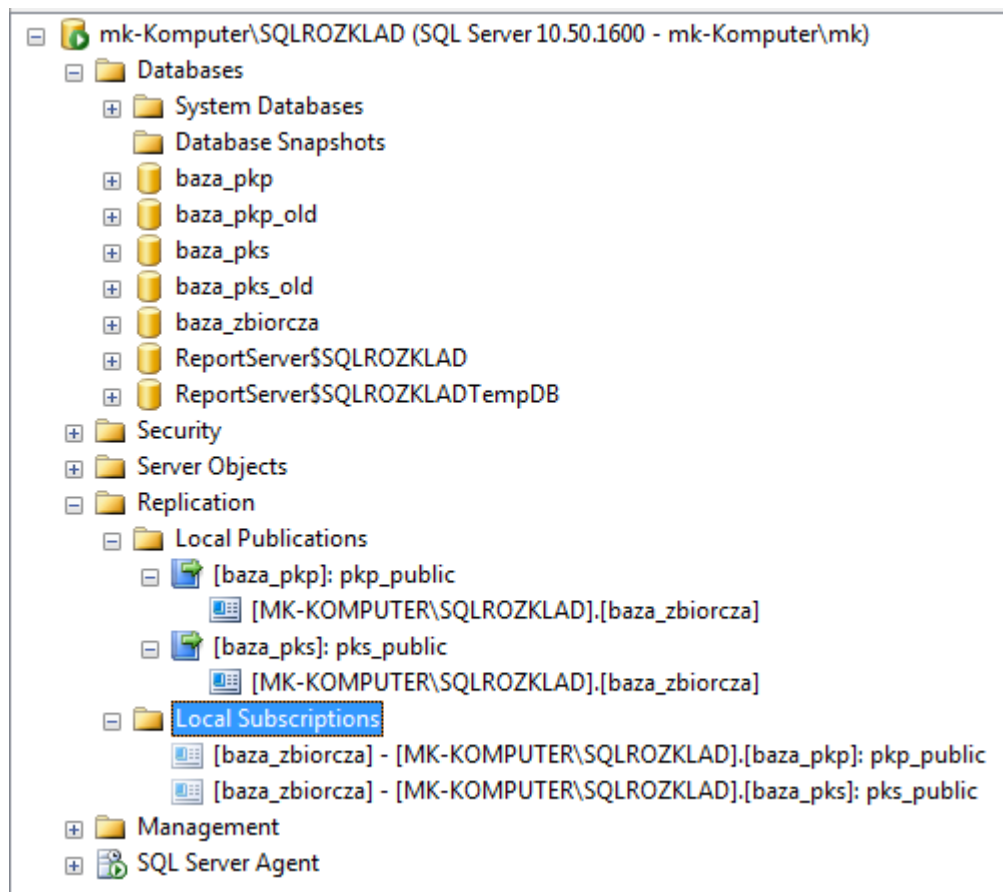 mk-Komputer\SQLROZKLAD (SQL Server 10.50.1600 - mk-Komputer\mk)
Databases
System Databases
Database Snapshots
baza_pkp
baza_pkp_old
baza_pks
baza_pks_old
baza_zbiorcza
ReportServer$SQLROZKLAD
ReportServer$SQLROZKLADTempDB
Security
Server Objects
Replication
Local Publications
[baza_pkp]: pkp_public
[MK-KOMPUTER\SQLROZKLAD].[baza_zbiorcza]
[baza_pks]: pks_public
[MK-KOMPUTER\SQLROZKLAD].[baza_zbiorcza]
Local Subscriptions
[baza_zbiorcza] - [MK-KOMPUTER\SQLROZKLAD].[baza_pkp]: pkp_public
[baza_zbiorcza] - [MK-KOMPUTER\SQLROZKLAD].[baza_pks]: pks_public
Management
SQL Server Agent